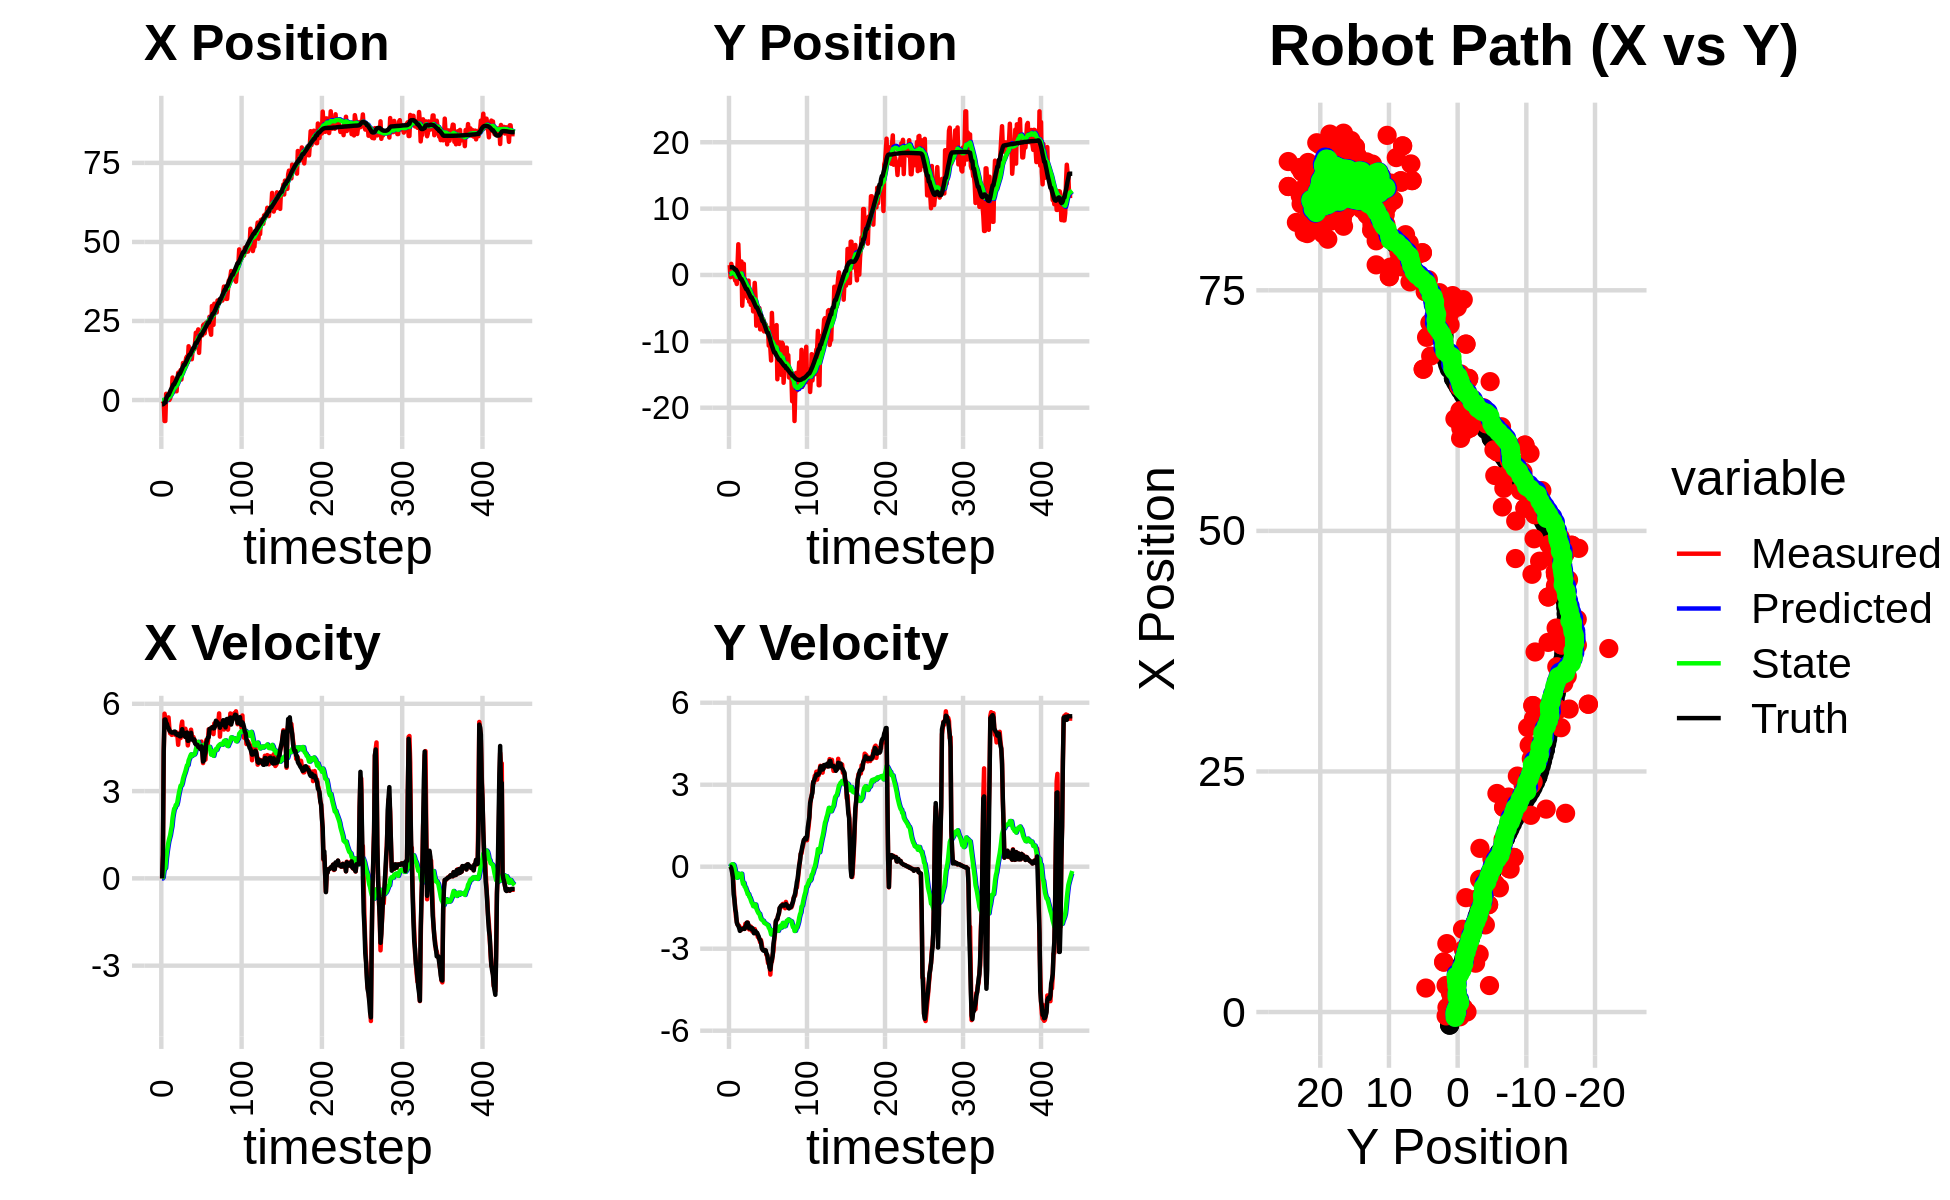 X Position
75
50
25
0
0
100
200
300
400
timestep
Y Position
20
10
0
-10
-20
0
100
200
300
400
timestep
X Velocity
6
3
0
-3
0
100
200
300
400
timestep
Y Velocity
6
3
0
-3
-6
0
100
200
300
400
timestep
Robot Path (X vs Y)
X Position
75
50
25
0
20 10 0 -10 -20
Y Position
variable
Measured
Predicted
State
Truth